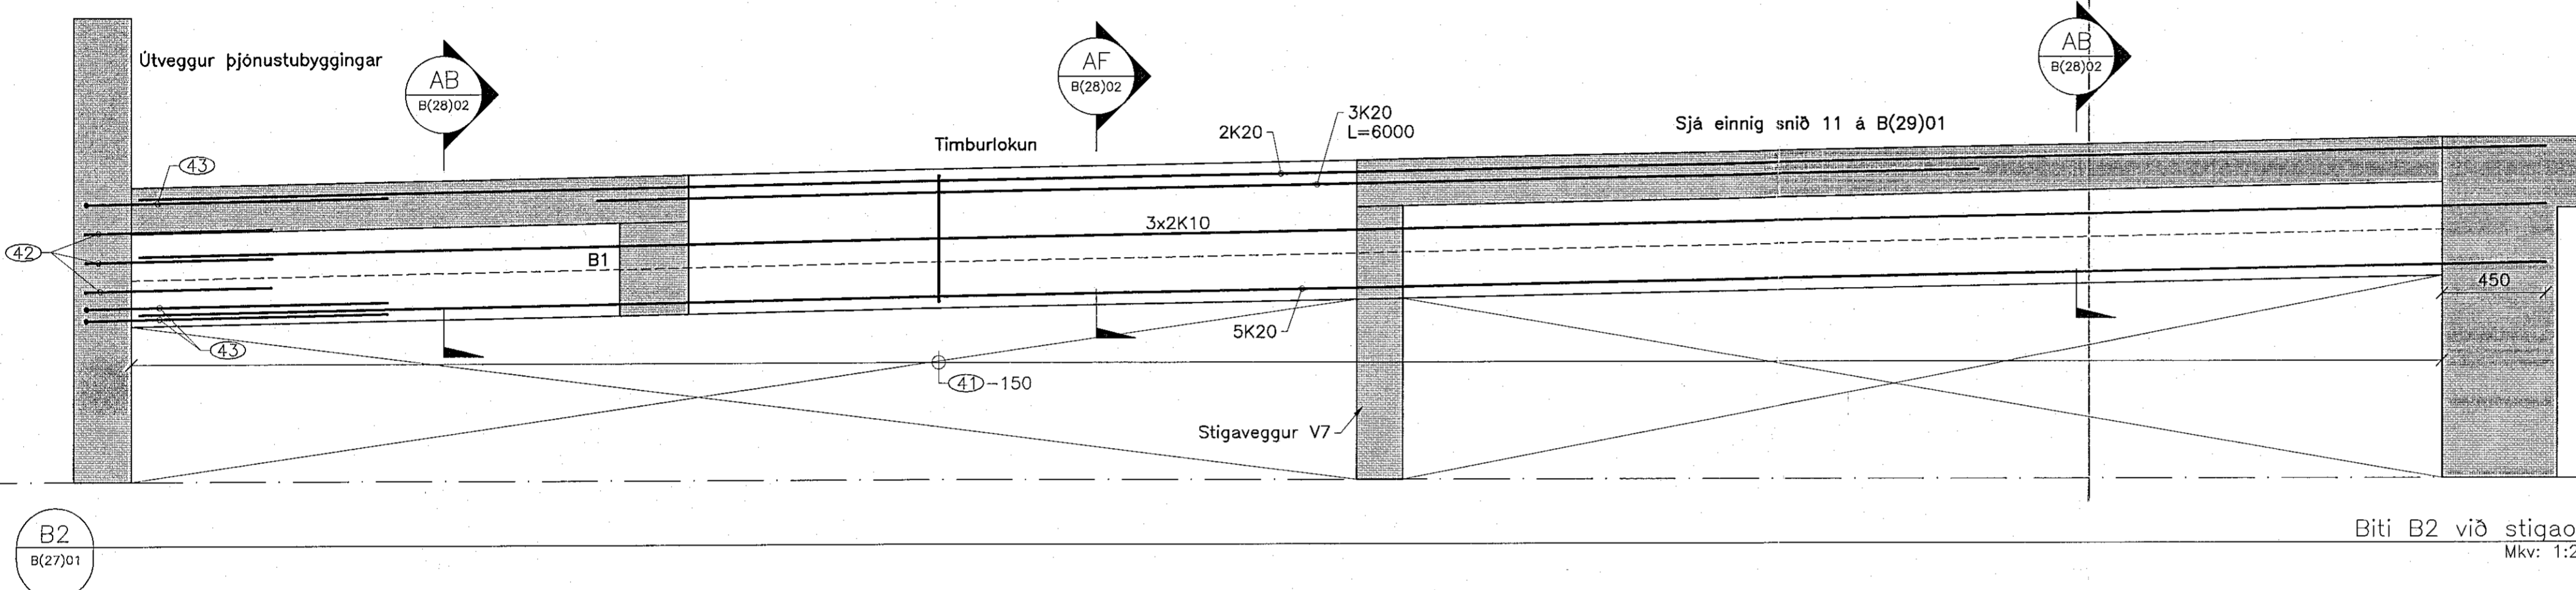 Útveggur þjónustubyggingar
AB
B(28)02
AF
B(28)02
AB
B(28)02
3K20
L=6000
2K20
Sjá einnig snið 11 á B(29)01
Timburlokun
43
3x2K10
42
B1
450
5K20
43
41 -150
Stigaveggur V7
B2
B(27)01
Biti B2 við stigao
Mkv: 1:2